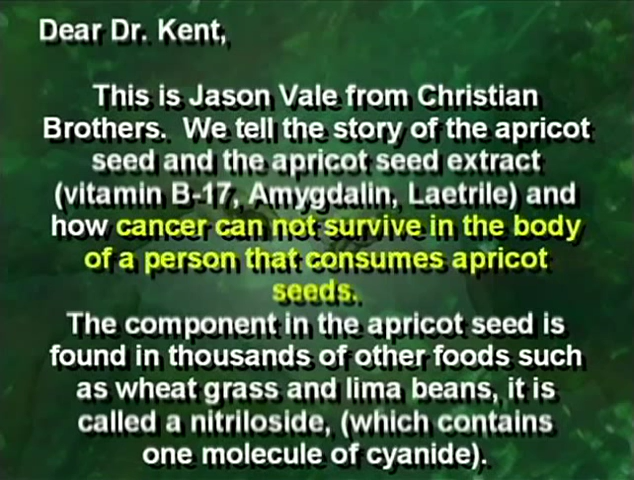 Dear Dr. Kent,
This is Jason Vale from Christian
Brothers. We tell the story of the apricot
seed and the apricot seed extract
(vitamin B-17, Amygdalin, Laetrile) and
how cancer can not survive in the body
of a person that consumes apricot
seeds.
The component in the apricot seed is
found in thousands of other foods such
as wheat grass and lima beans, it is
called a nitriloside, (which contains
one molecule of cyanide).